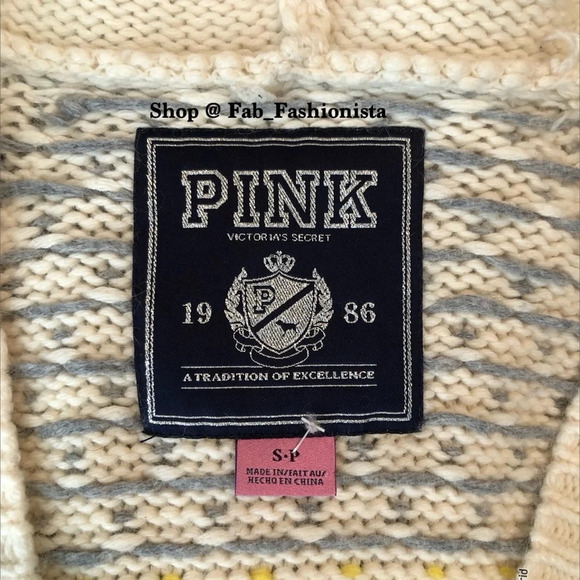 Shop @ Fab_Fashionista
PINK
VICTORIA'S SECRET
P
19 86
A TRADITION OF EXCELLENCE
S·P
MADE IN/FAIT AU/
HECHO EN CHINA